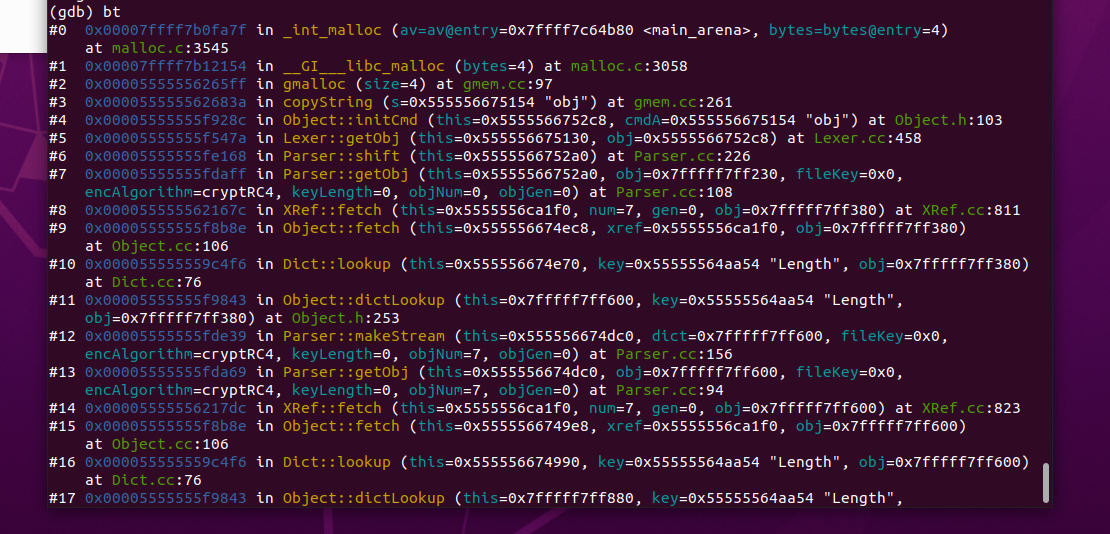 (gdb) bt
#0  0x00007ffff7b0fa7f in _int_malloc (av=av@entry=0x7ffff7c64b80 <main_arena>, bytes=bytes@entry=4)
    at malloc.c:3545
#1  0x00007ffff7b12154 in __GI___libc_malloc (bytes=4) at malloc.c:3058
#2  0x00005555556265ff in gmalloc (size=4) at gmem.cc:97
#3  0x000055555562683a in copyString (s=0x555556675154 "obj") at gmem.cc:261
#4  0x00005555555f928c in Object::initCmd (this=0x5555566752c8, cmdA=0x555556675154 "obj") at Object.h:103
#5  0x00005555555f547a in Lexer::getObj (this=0x555556675130, obj=0x5555566752c8) at Lexer.cc:458
#6  0x00005555555fe168 in Parser::shift (this=0x5555566752a0) at Parser.cc:226
#7  0x00005555555fdaff in Parser::getObj (this=0x5555566752a0, obj=0x7fffff7ff230, fileKey=0x0,
    encAlgorithm=cryptRC4, keyLength=0, objNum=0, objGen=0) at Parser.cc:108
#8  0x000055555562167c in XRef::fetch (this=0x5555556ca1f0, num=7, gen=0, obj=0x7fffff7ff380) at XRef.cc:811
#9  0x00005555555f8b8e in Object::fetch (this=0x555556674ec8, xref=0x5555556ca1f0, obj=0x7fffff7ff380)
    at Object.cc:106
#10 0x000055555559c4f6 in Dict::lookup (this=0x555556674e70, key=0x55555564aa54 "Length", obj=0x7fffff7ff380)
    at Dict.cc:76
#11 0x00005555555f9843 in Object::dictLookup (this=0x7fffff7ff600, key=0x55555564aa54 "Length",
    obj=0x7fffff7ff380) at Object.h:253
#12 0x00005555555fde39 in Parser::makeStream (this=0x555556674dc0, dict=0x7fffff7ff600, fileKey=0x0,
    encAlgorithm=cryptRC4, keyLength=0, objNum=7, objGen=0) at Parser.cc:156
#13 0x00005555555fda69 in Parser::getObj (this=0x555556674dc0, obj=0x7fffff7ff600, fileKey=0x0,
    encAlgorithm=cryptRC4, keyLength=0, objNum=7, objGen=0) at Parser.cc:94
#14 0x00005555556217dc in XRef::fetch (this=0x5555556ca1f0, num=7, gen=0, obj=0x7fffff7ff600) at XRef.cc:823
#15 0x00005555555f8b8e in Object::fetch (this=0x5555566749e8, xref=0x5555556ca1f0, obj=0x7fffff7ff600)
    at Object.cc:106
#16 0x000055555559c4f6 in Dict::lookup (this=0x555556674990, key=0x55555564aa54 "Length", obj=0x7fffff7ff600)
    at Dict.cc:76
#17 0x00005555555f9843 in Object::dictLookup (this=0x7fffff7ff880, key=0x55555564aa54 "Length",